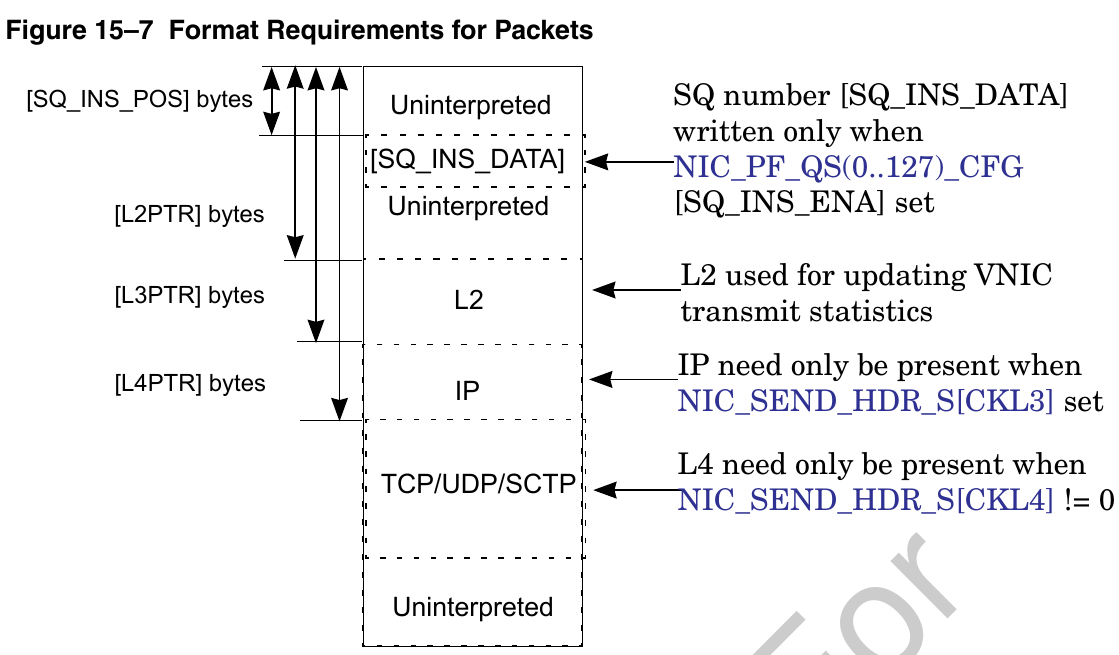 Figure 15–7 Format Requirements for Packets
[SQ_INS_POS] bytes
Uninterpreted
SQ number [SQ_INS_DATA]
written only when
NIC_PF_QS(0..127)_CFG
[SQ_INS_ENA] set
[SQ_INS_DATA]
[L2PTR] bytes
Uninterpreted
[L3PTR] bytes
L2
L2 used for updating VNIC
transmit statistics
[L4PTR] bytes
IP
IP need only be present when
NIC_SEND_HDR_S[CKL3] set
TCP/UDP/SCTP
L4 need only be present when
NIC_SEND_HDR_S[CKL4] != 0
Uninterpreted
For